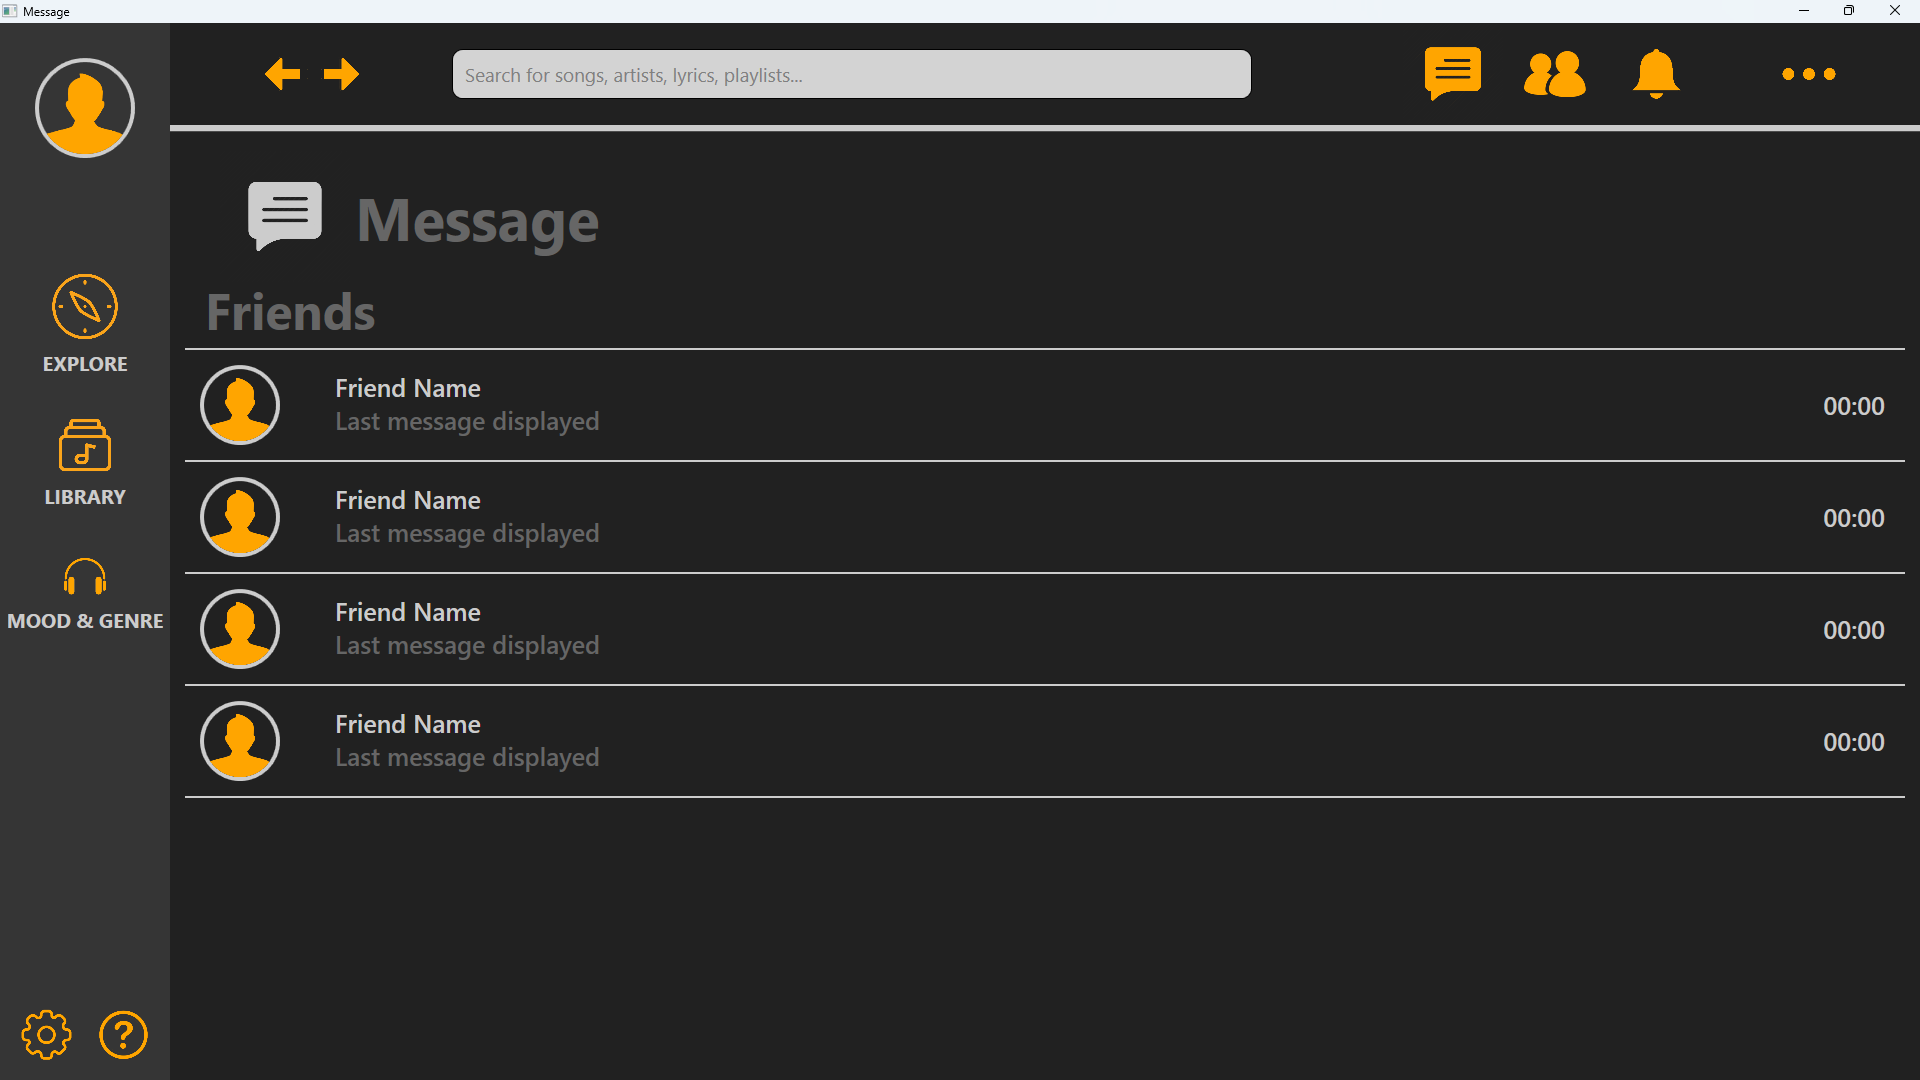 Message
Search for songs, artists, lyrics, playlists...
Message
Friends
EXPLORE
LIBRARY
MOOD & GENRE
Friend Name
Last message displayed
00:00
Friend Name
Last message displayed
00:00
Friend Name
Last message displayed
00:00
Friend Name
Last message displayed
00:00
?